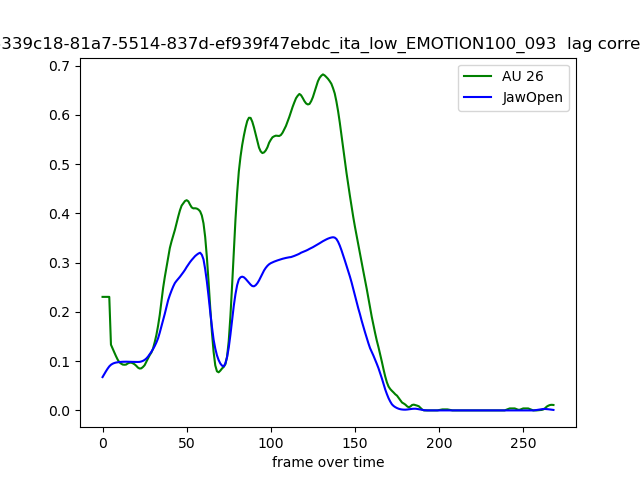 339c18-81a7-5514-837d-ef939f47ebdc_ita_low_EMOTION100_093 lag corre
0.7
0.6
0.5
0.4
0.3
0.2
0.1
0.0
AU 26
JawOpen
0 50 100 150 200 250
frame over time